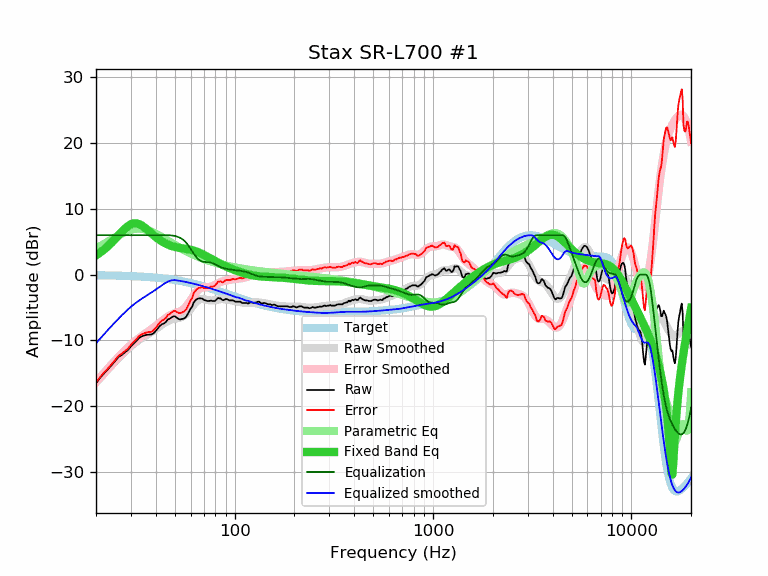 Stax SR-L700 #1
30
20
10
0
−10
−20
−30
Amplitude (dBr)
Target
Raw Smoothed
Error Smoothed
Raw
Error
Parametric Eq
Fixed Band Eq
Equalization
Equalized smoothed
100
1000
10000
Frequency (Hz)